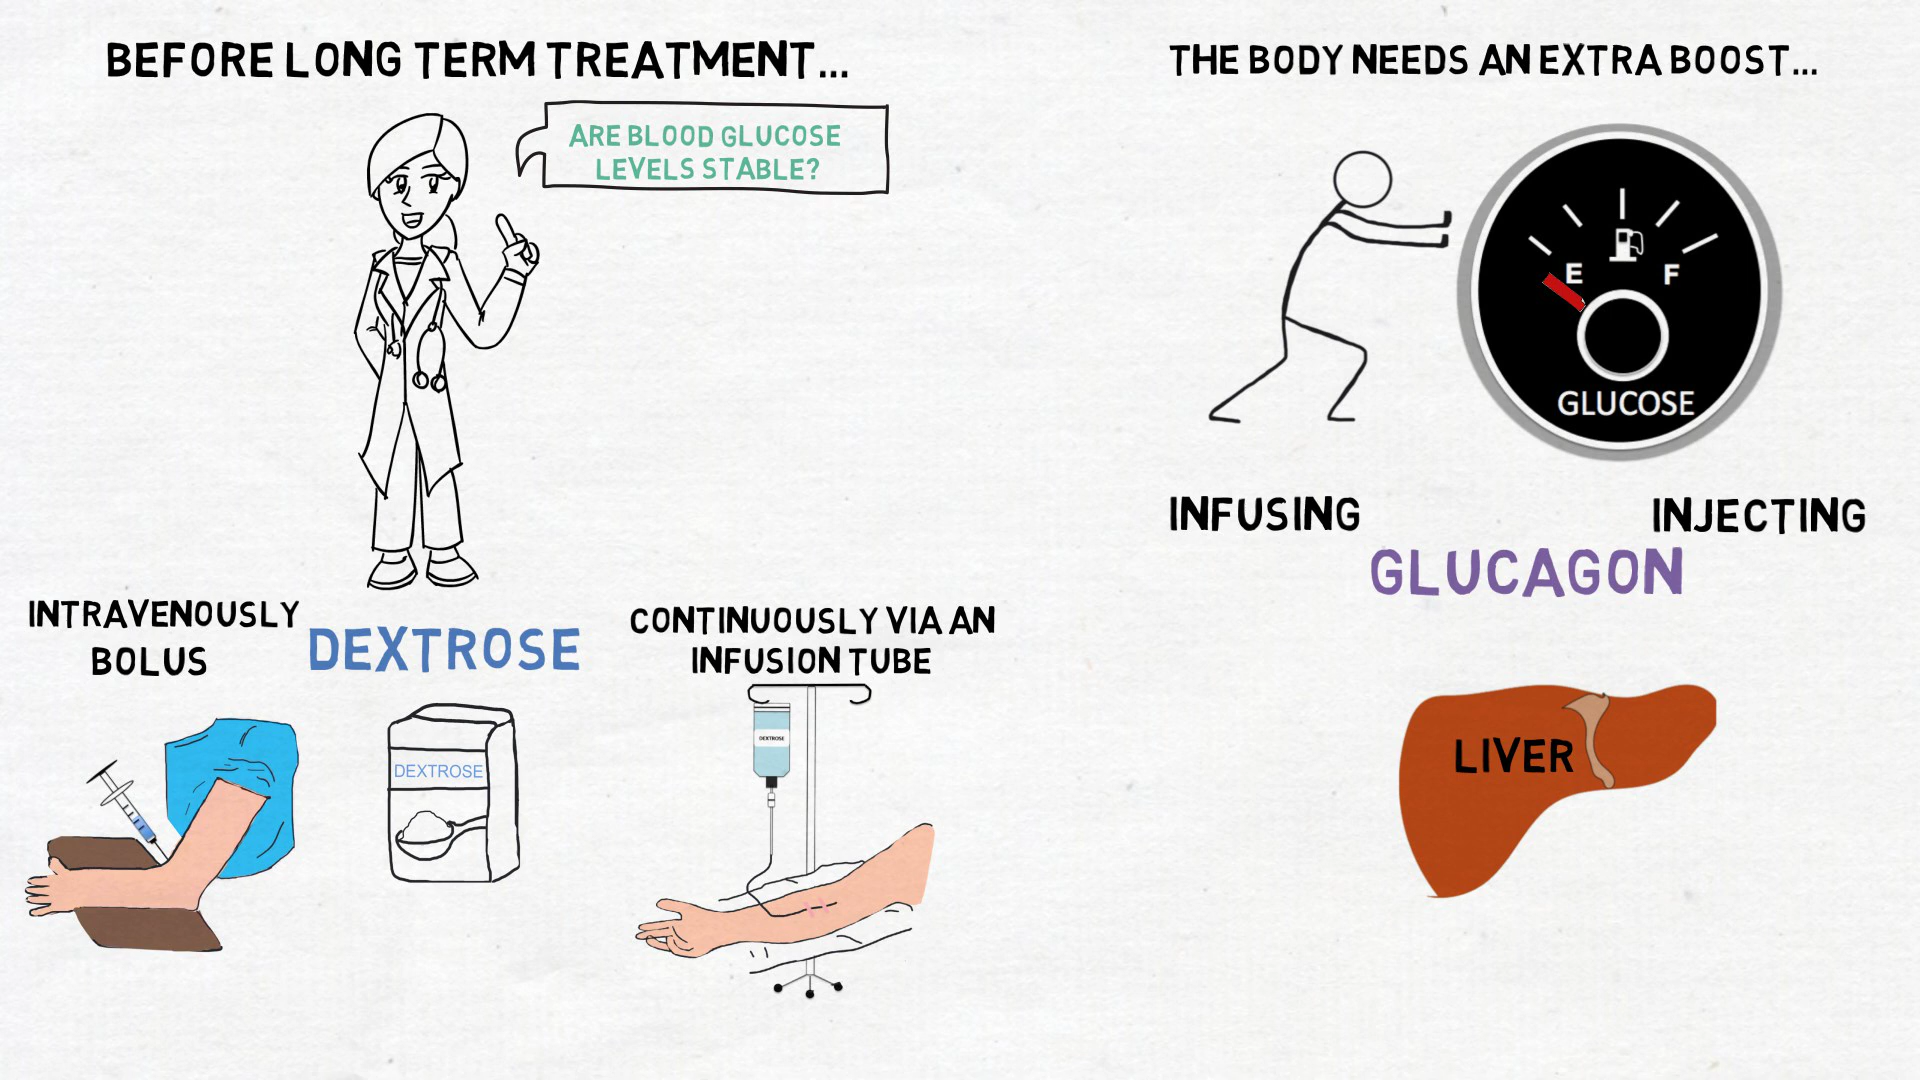 BEFORE LONG TERM TREATMENT...
ARE BLOOD GLUCOSE
LEVELS STABLE?
INTRAVENOUSLY
BOLUS
DEXTROSE
CONTINUOUSLY VIA AN
INFUSION TUBE
DEXTROSE
DEXTROSE
THE BODY NEEDS AN EXTRA BOOST...
E
F
GLUCOSE
INFUSING
INJECTING
GLUCAGON
LIVER